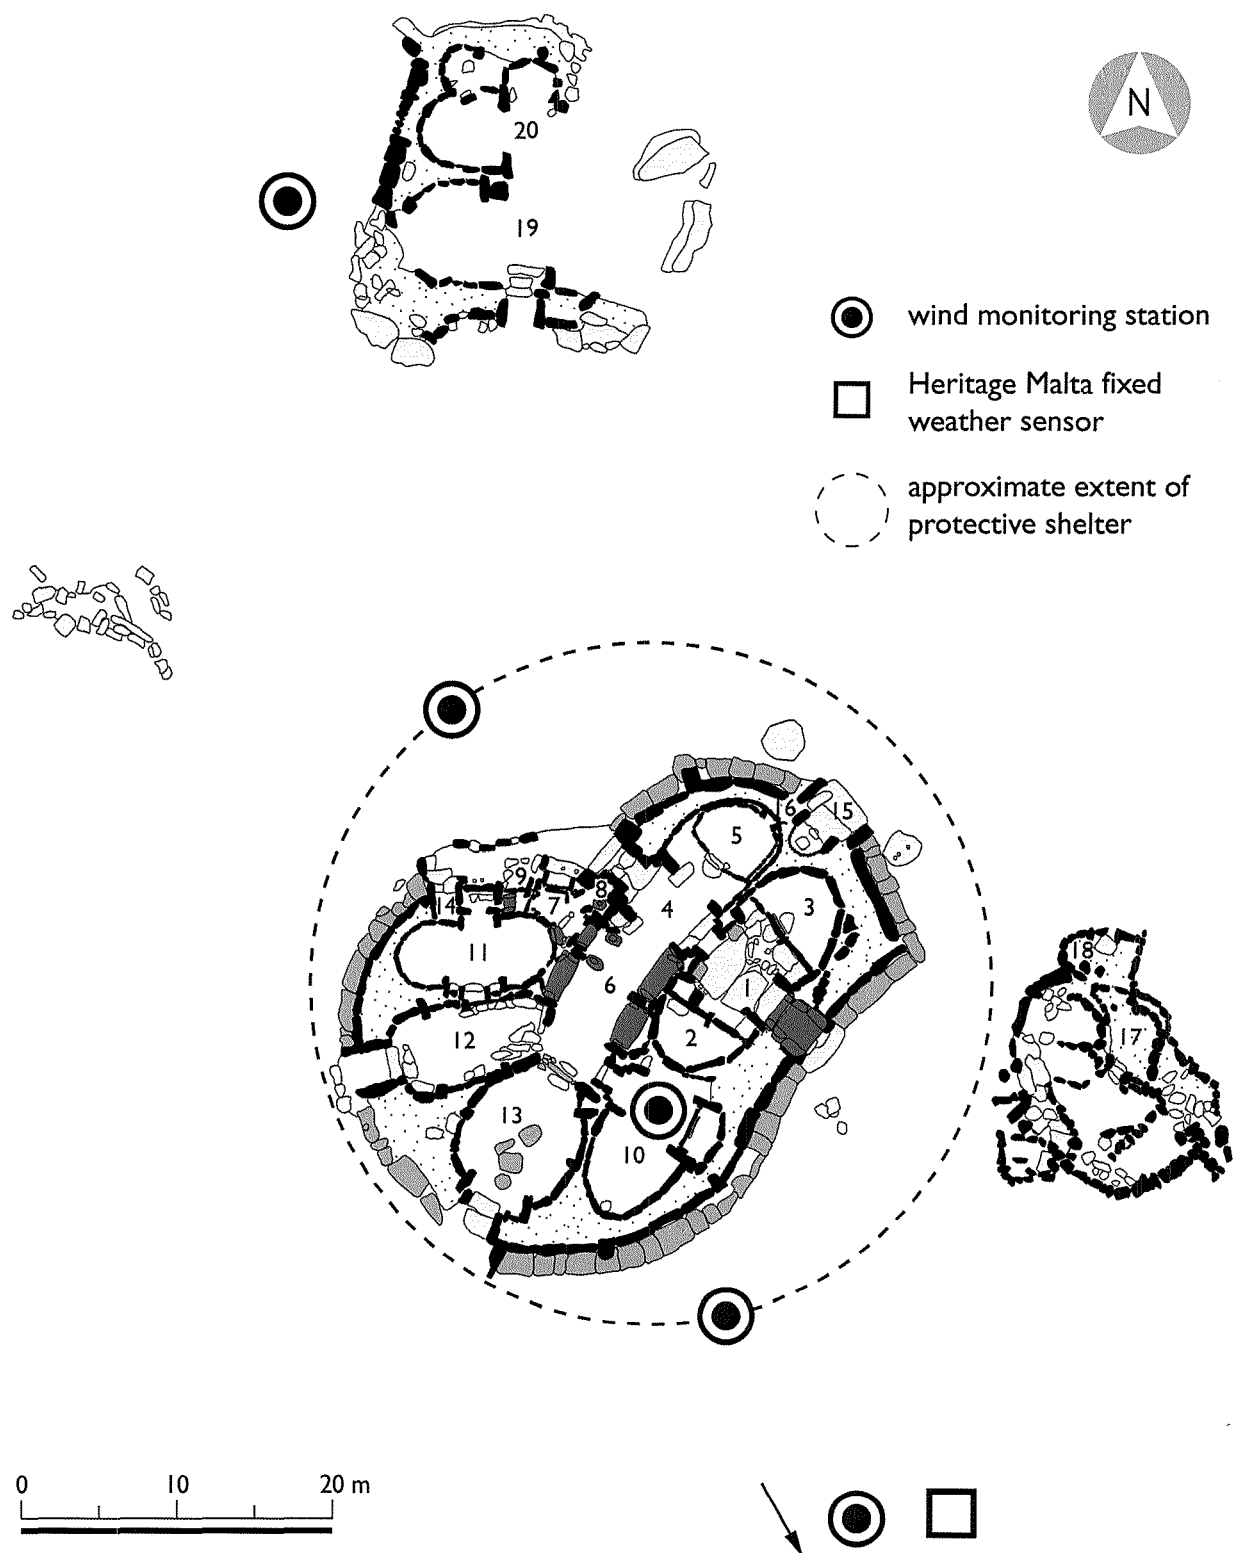 N
20
19
wind monitoring station
Heritage Malta fixed
weather sensor
approximate extent of
protective shelter
16
15
5
9
8
14
7
4
3
11
18
6
1
17
12
2
13
10
0 10 20 m